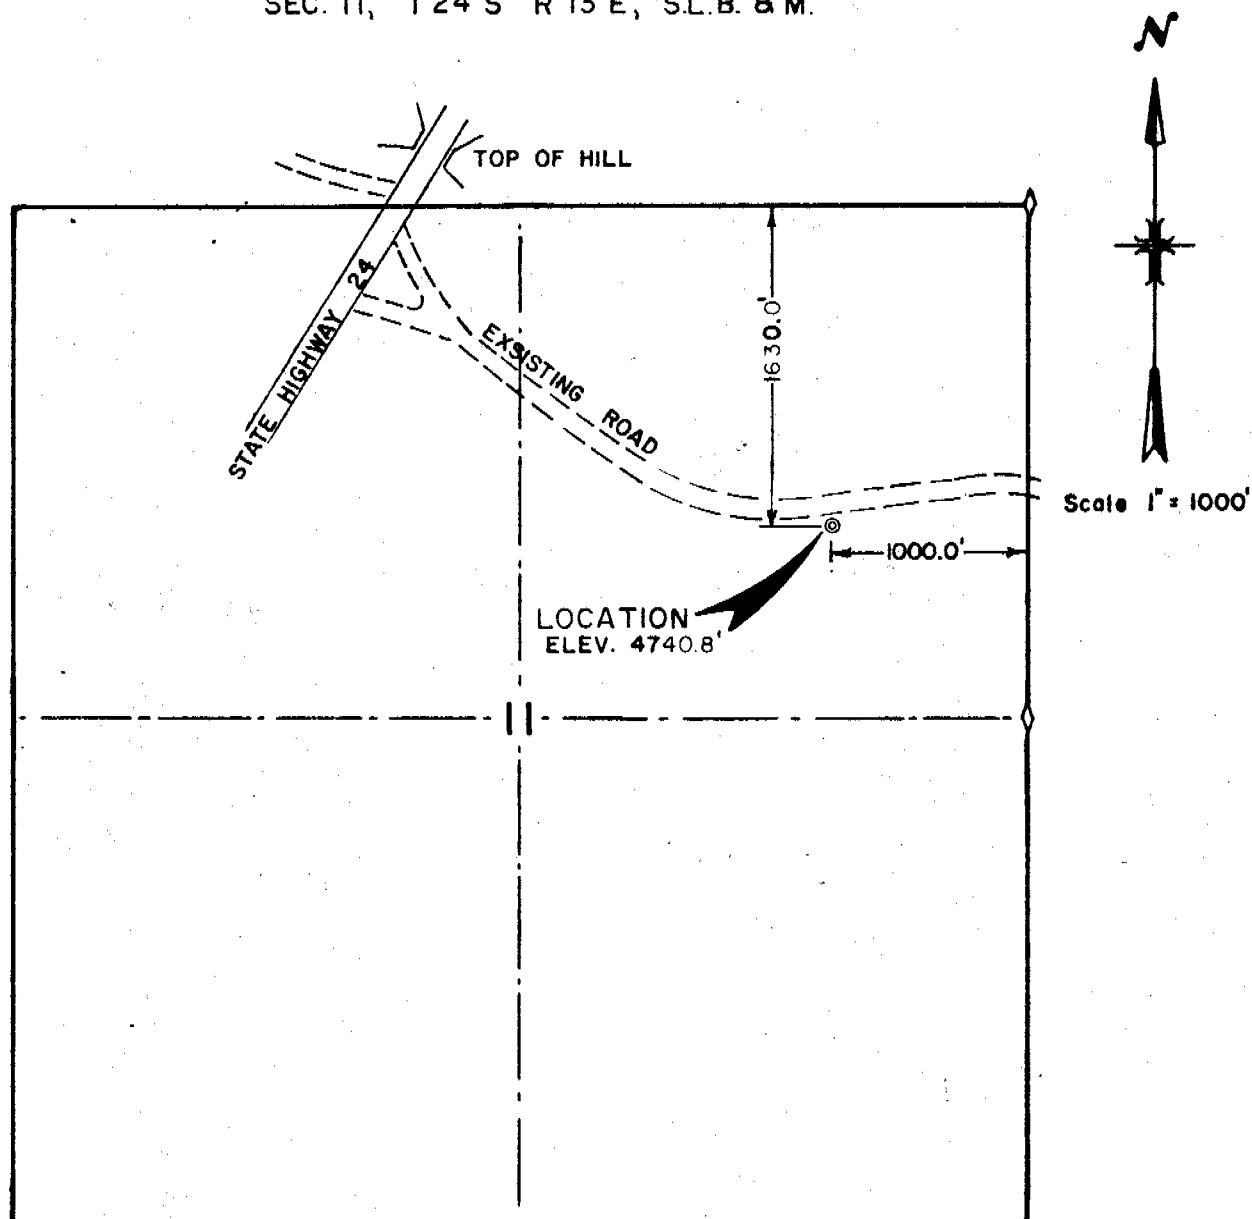 SEC. 11, T 24 S R 13 E, S.L.B. & M.
N
TOP OF HILL
STATE HIGHWAY 24
EXSISTING ROAD
1630.0'
Scale 1" = 1000'
1000.0'
LOCATION
ELEV. 4740.8'
11